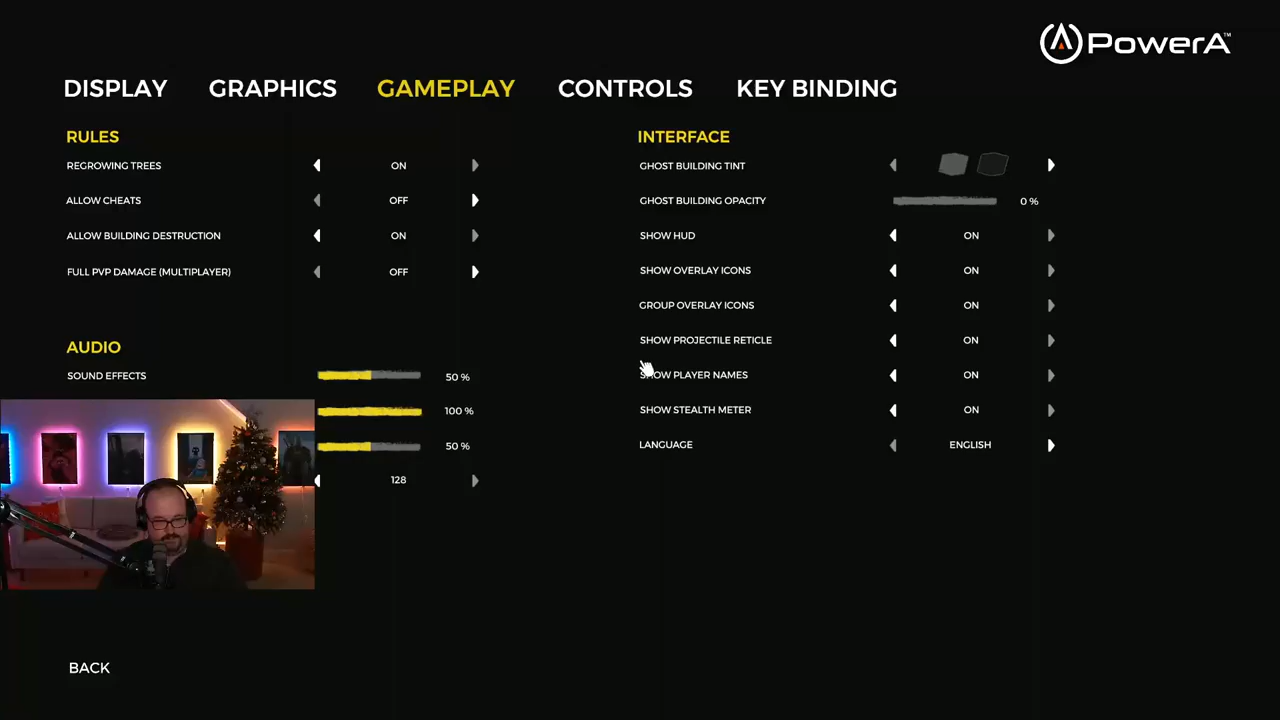 PowerA™
DISPLAY GRAPHICS GAMEPLAY CONTROLS KEY BINDING
RULES
REGROWING TREES ON
ALLOW CHEATS OFF
ALLOW BUILDING DESTRUCTION ON
FULL PVP DAMAGE (MULTIPLAYER) OFF
AUDIO
SOUND EFFECTS 50 %
100 %
50 %
128
INTERFACE
GHOST BUILDING TINT
GHOST BUILDING OPACITY 0 %
SHOW HUD ON
SHOW OVERLAY ICONS ON
GROUP OVERLAY ICONS ON
SHOW PROJECTILE RETICLE ON
SHOW PLAYER NAMES ON
SHOW STEALTH METER ON
LANGUAGE ENGLISH
BACK